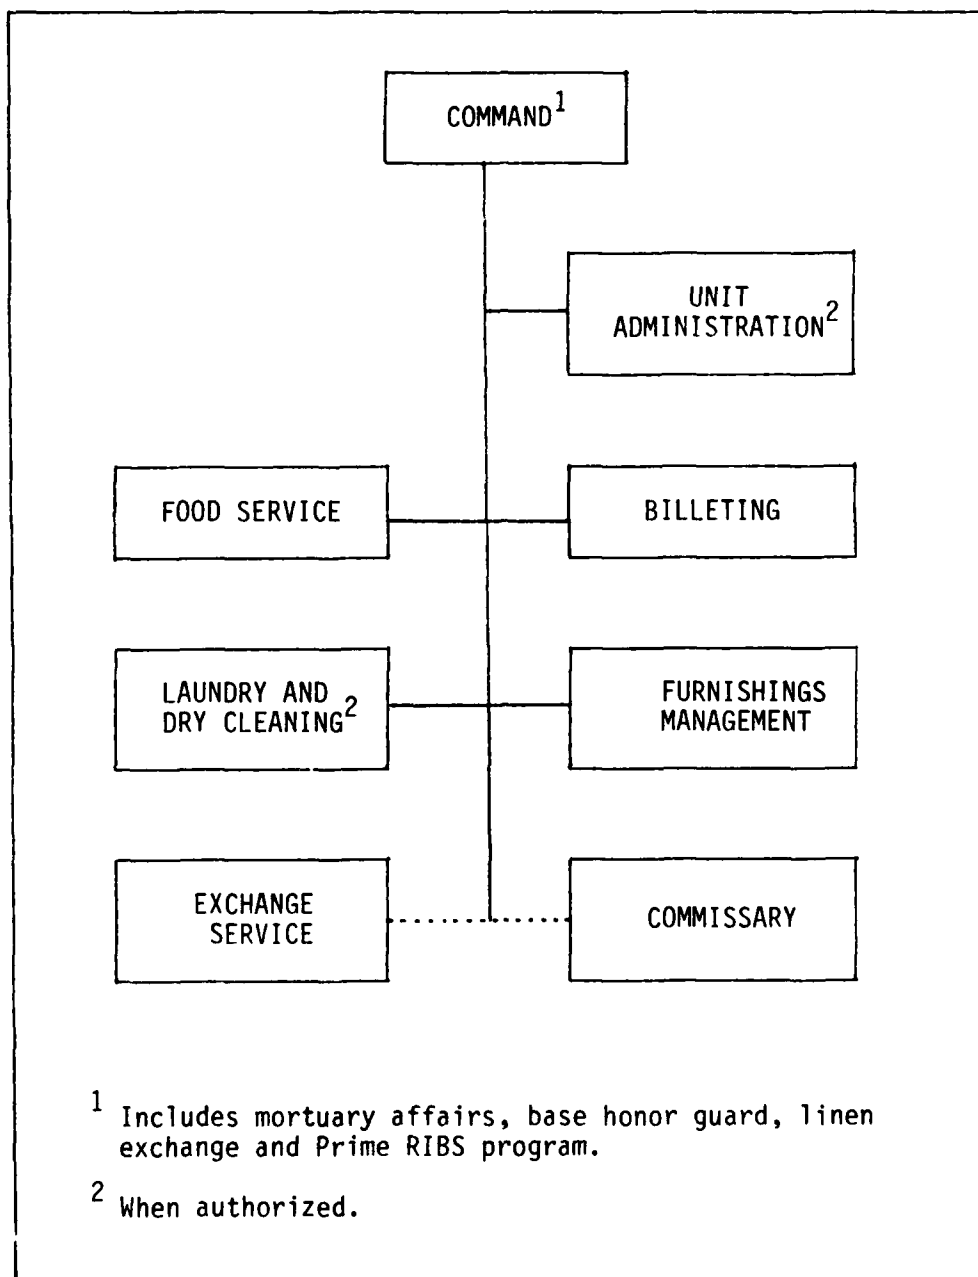 COMMAND1
UNIT
ADMINISTRATION2
FOOD SERVICE
BILLETING
LAUNDRY AND
DRY CLEANING2
FURNISHINGS
MANAGEMENT
EXCHANGE
SERVICE
COMMISSARY
1 Includes mortuary affairs, base honor guard, linen
exchange and Prime RIBS program.
2 When authorized.